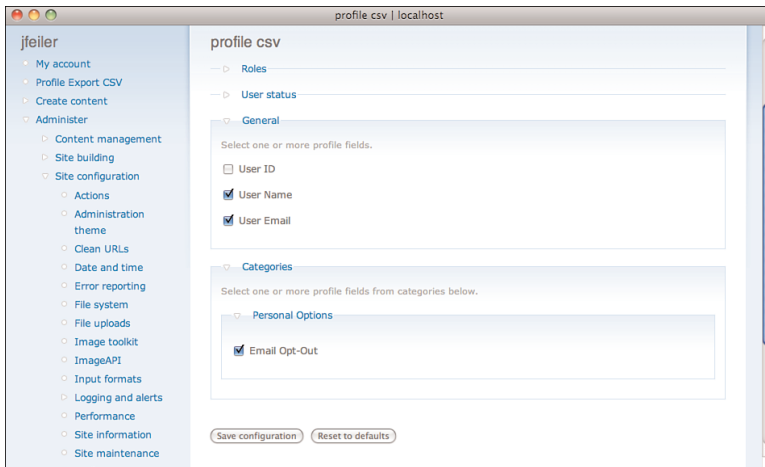 profile csv | localhost
jfeiler
My account
Profile Export CSV
Create content
Administer
Content management
Site building
Site configuration
Actions
Administration
theme
Clean URLs
Date and time
Error reporting
File system
File uploads
Image toolkit
ImageAPI
Input formats
Logging and alerts
Performance
Site information
Site maintenance
profile csv
Roles
User status
General
Select one or more profile fields.
User ID
User Name
User Email
Categories
Select one or more profile fields from categories below.
Personal Options
Email Opt-Out
Save configuration
Reset to defaults